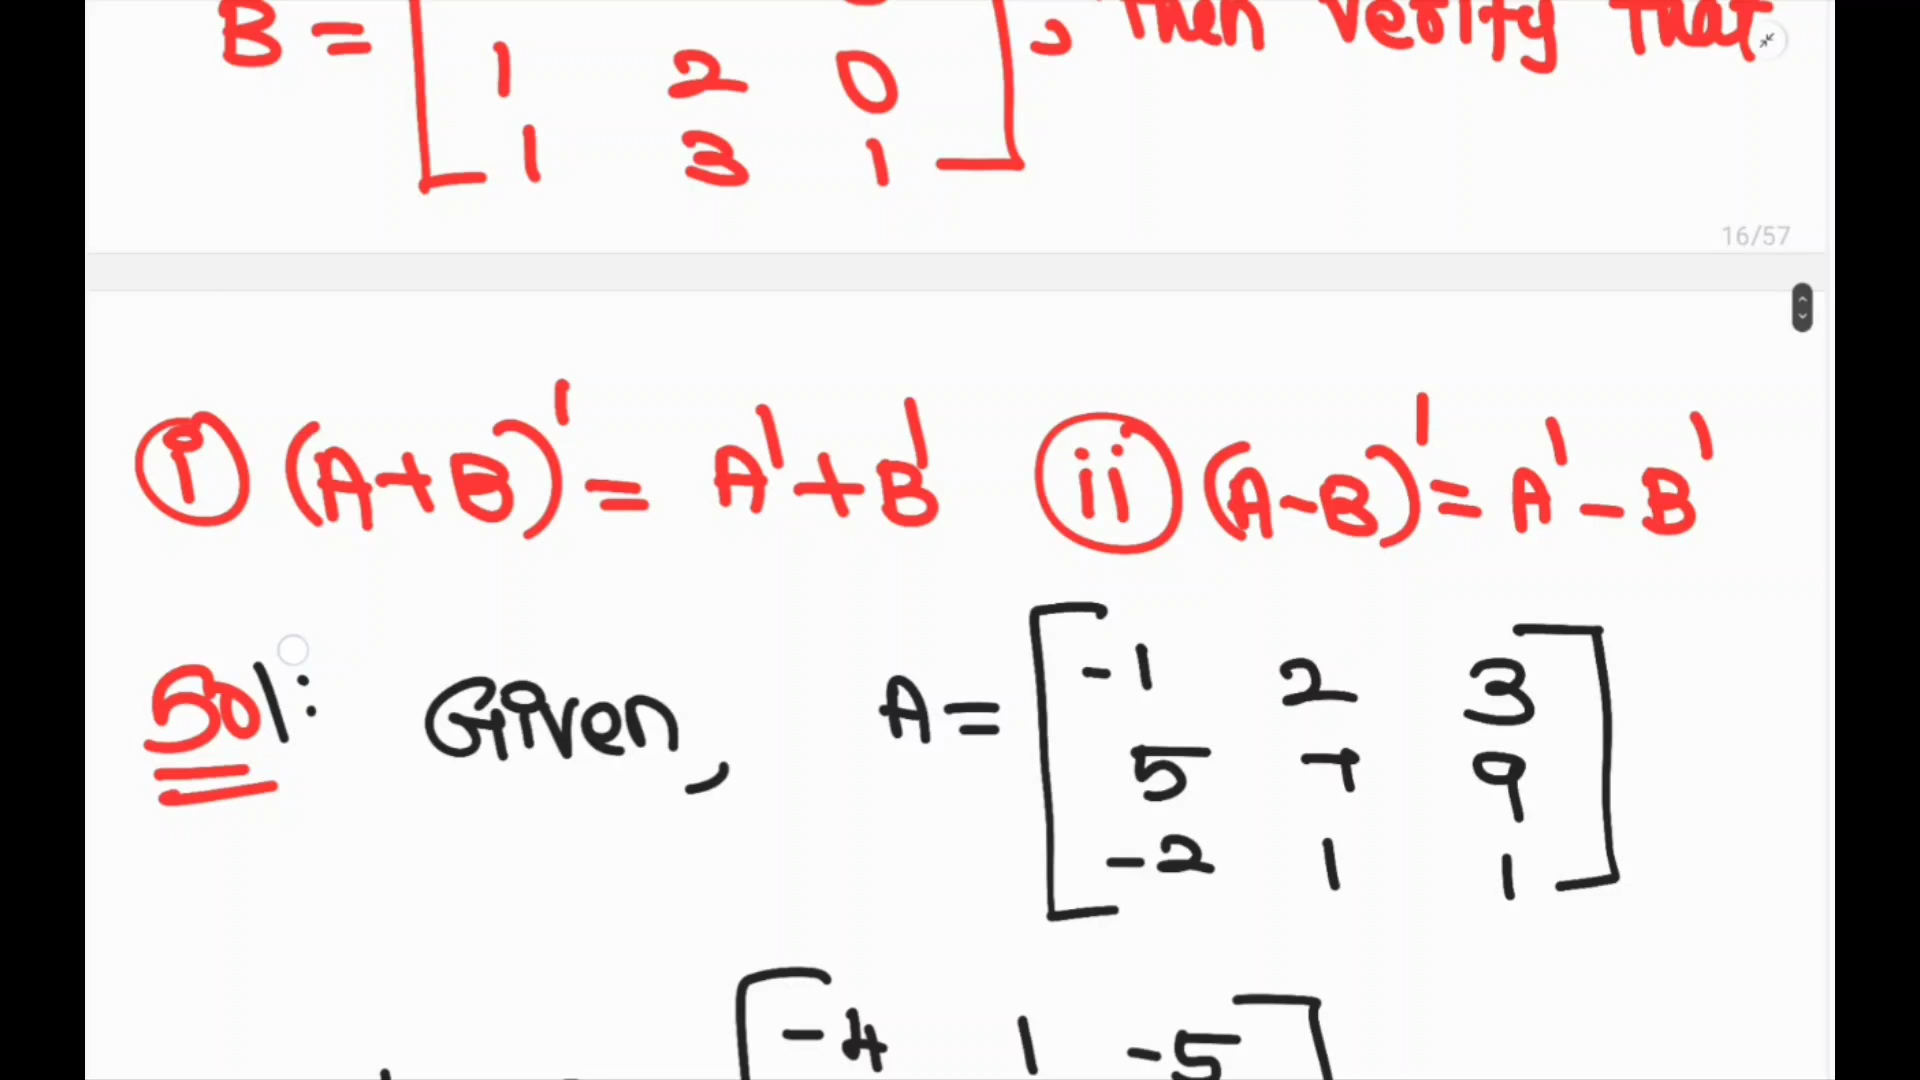 B = [ , Then Verify That
1 2 0
1 3 1 ]
16/57
(i) (A+B)' = A'+B' (ii) (A-B)' = A'-B'
Sol: Given, A = [ -1 2 3
5 7 9
-2 1 1 ]
[ -4 1 -5 ]